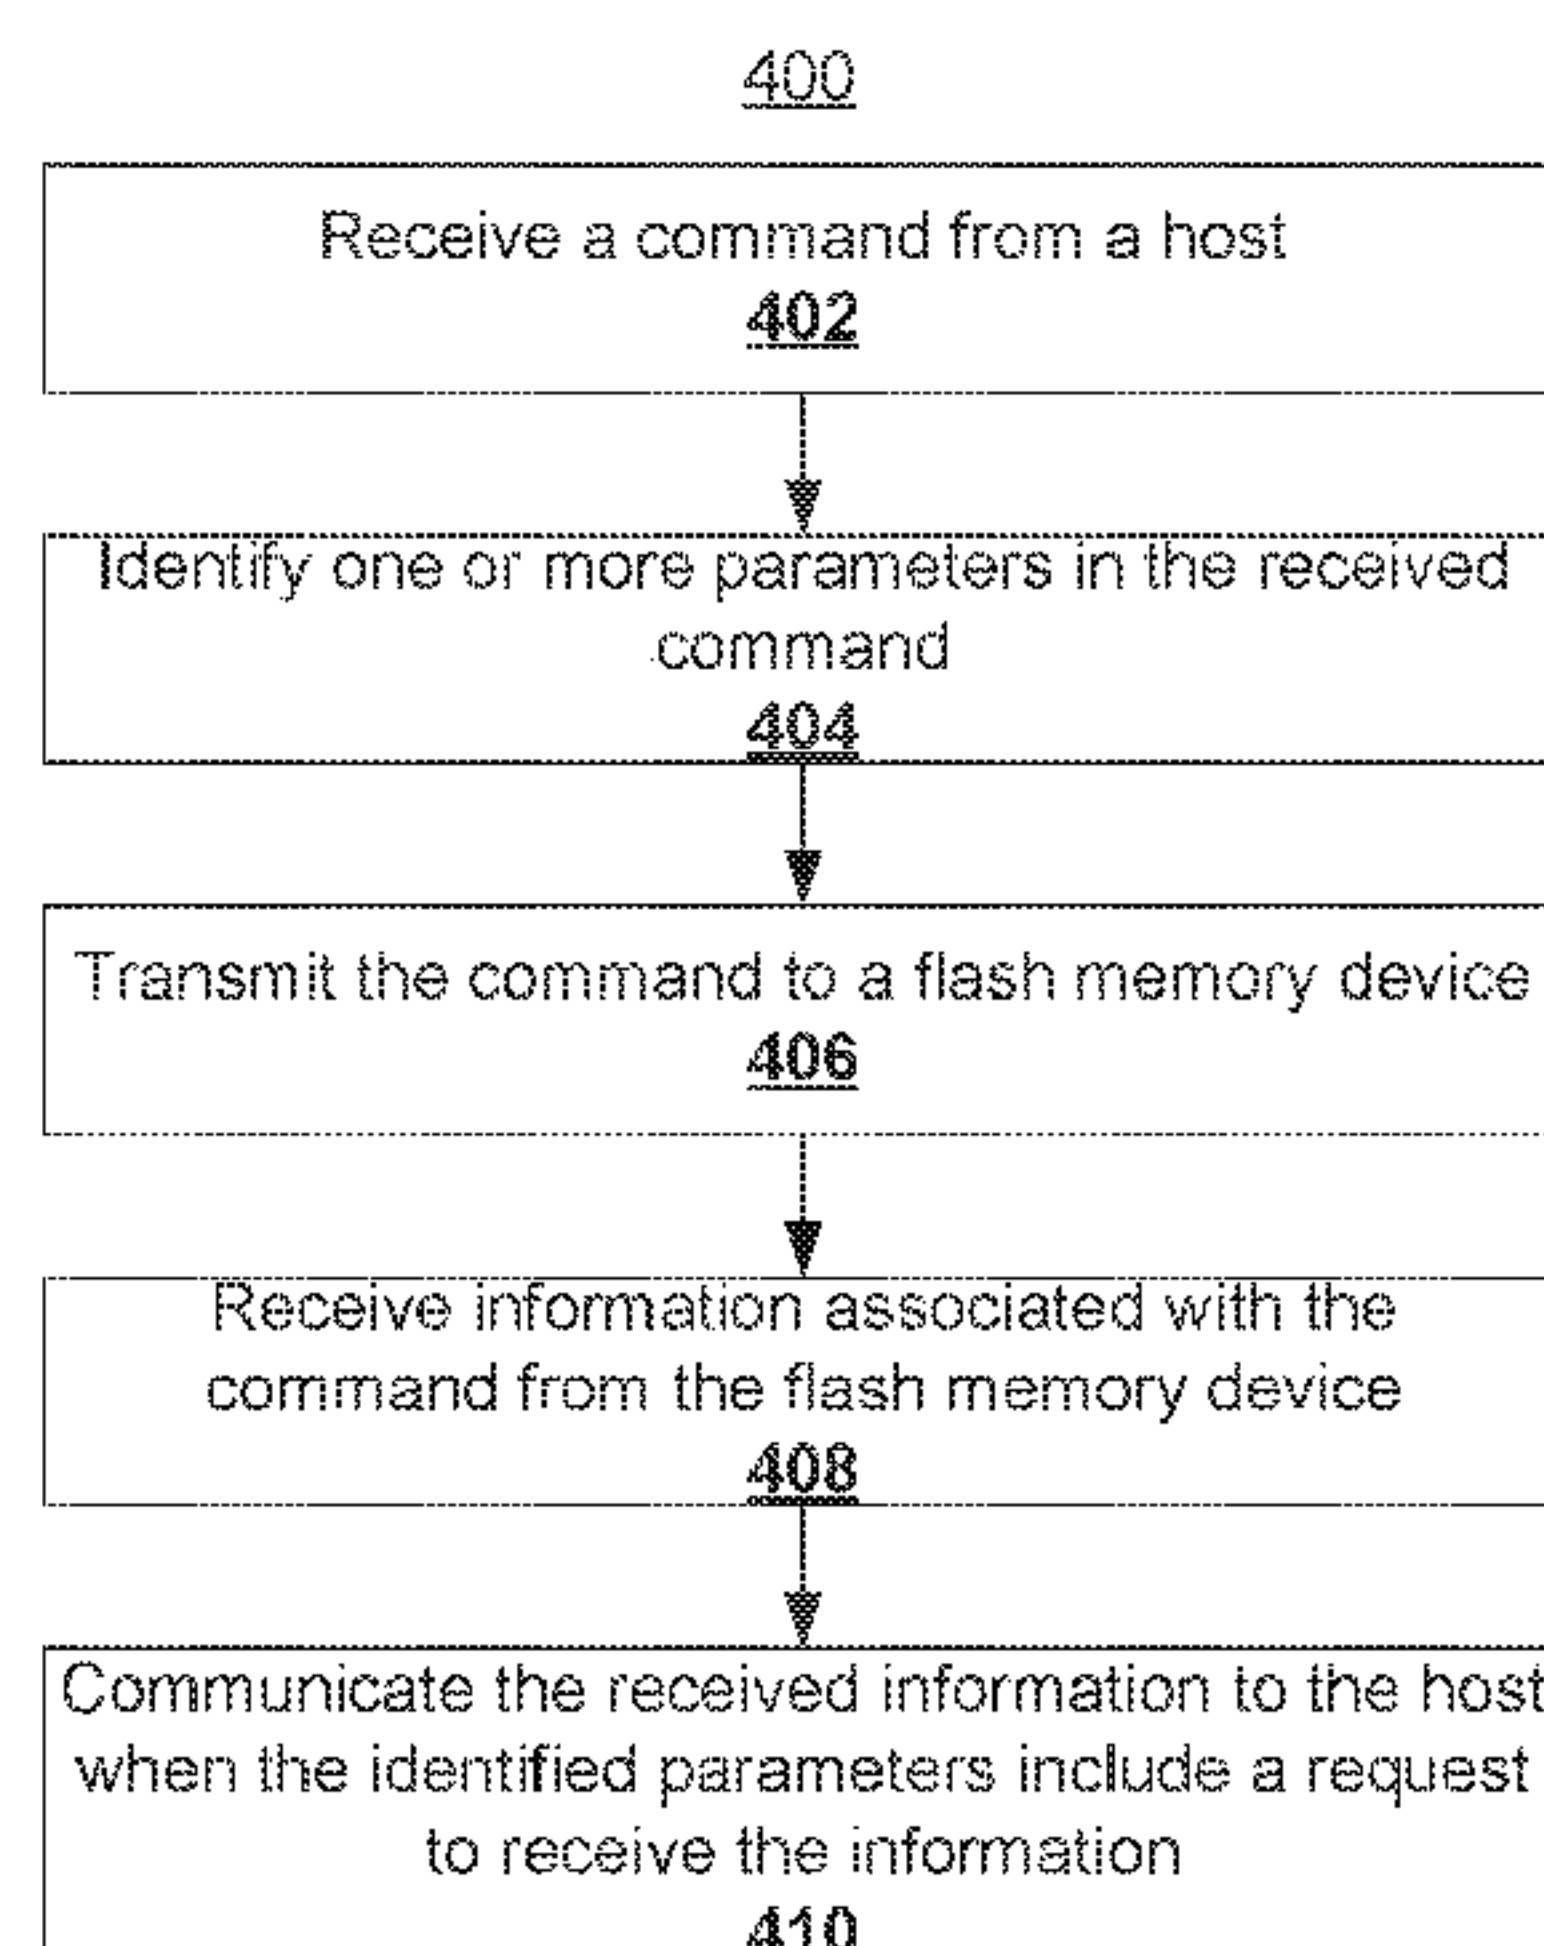 400
Receive a command from a host
402
Identify one or more parameters in the received
command
404
Transmit the command to a flash memory device
406
Receive information associated with the
command from the flash memory device
408
Communicate the received information to the host
when the identified parameters include a request
to receive the information
410